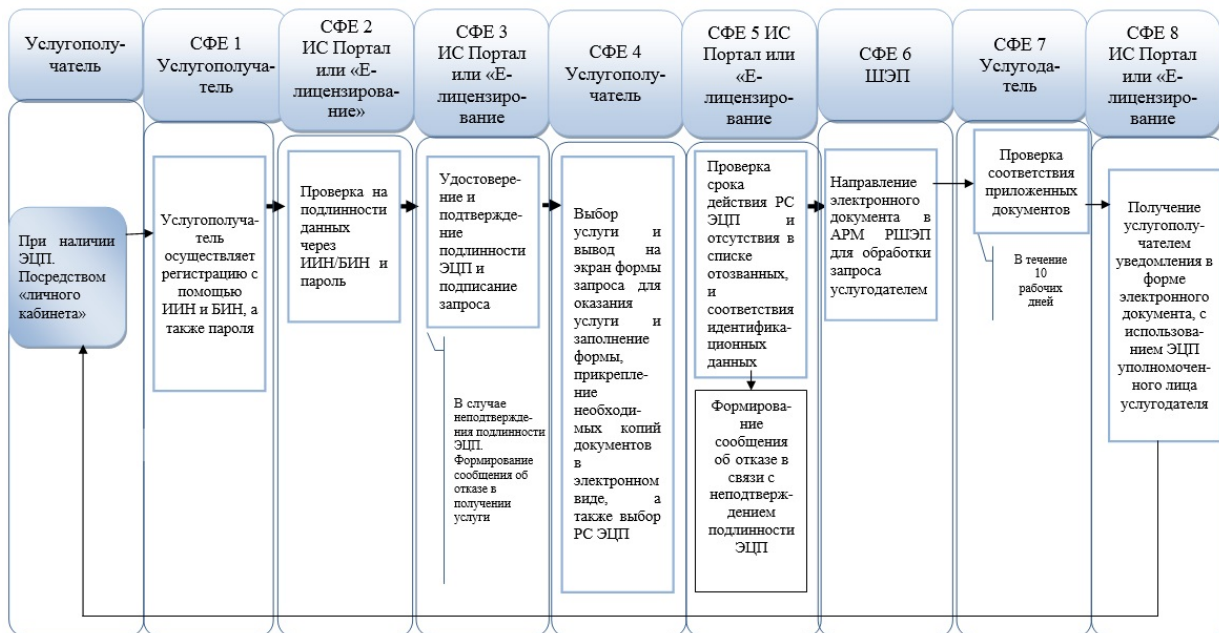 Услугополу-
чатель
При наличии
ЭЦП.
Посредством
«личного
кабинета»
СФЕ 1
Услугополуча-
тель
Услугополуча-
тель
осуществляет
регистрацию с
помощью
ИИН и БИН, а
также пароля
СФЕ 2
ИС Портал
или «Е-
лицензирова-
ние»
Проверка на
подлинности
данных
через
ИИН/БИН и
пароль
СФЕ 3
ИС Портал
или «Е-
лицензиро-
вание
Удостовере-
ние и
подтвержде-
ние
подлинности
ЭЦП и
подписание
запроса
В случае
неподтвержде-
ния подлинности
ЭЦП.
Формирование
сообщения об
отказе в
получении
услуги
СФЕ 4
Услугополу-
чатель
Выбор
услуги и
вывод на
экран формы
запроса для
оказания
услуги и
заполнение
формы,
прикрепле-
ние
необходи-
мых копий
документов
в
электронном
виде, а
также выбор
РС ЭЦП
СФЕ 5 ИС
Портал или «Е-
лицензиро-
вание
Проверка
срока
действия РС
ЭЦП и
отсутствия в
списке
отозванных,
и
соответствия
идентифика-
ционных
данных
Формирова-
ние
сообщения
об отказе в
связи с
неподтверж-
дением
подлинности
ЭЦП
СФЕ 6
ШЭП
Направление
электронного
документа в
АРМ РШЭП
для обработки
запроса
услугодателем
СФЕ 7
Услугода-
тель
Проверка
соответствия
приложенных
документов
В течение
10
рабочих
дней
СФЕ 8
ИС Портал
или «Е-
лицензирование
Получение
услугополу-
чателем
уведомления в
форме
электронного
документа, с
использова-
нием ЭЦП
уполномочен-
ного лица
услугодателя